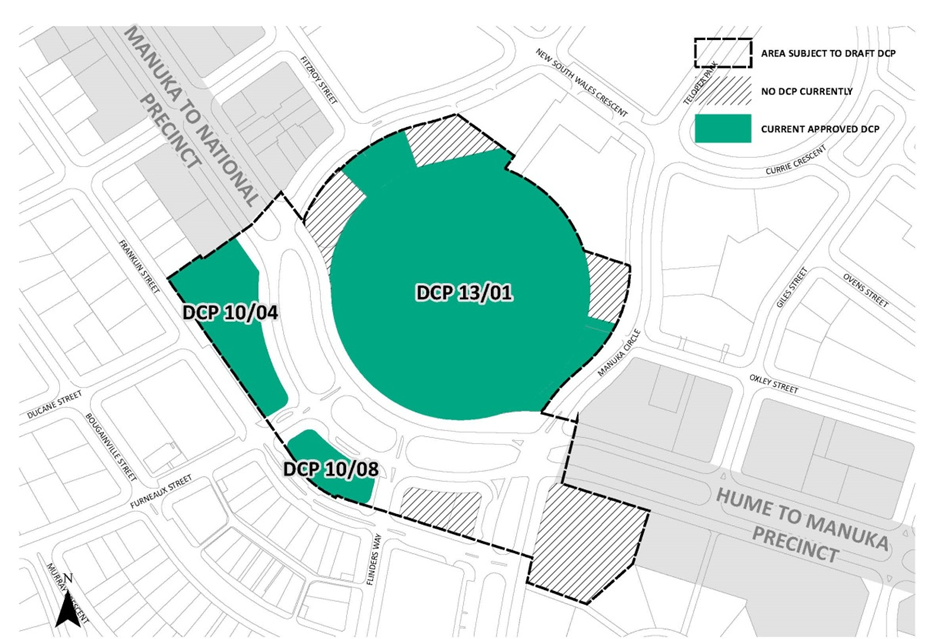 MANUKA TO NATIONAL
PRECINCT
FITZROY STREET
NEW SOUTH WALES CRESCENT
TELOPEA PARK
AREA SUBJECT TO DRAFT DCP
NO DCP CURRENTLY
CURRENT APPROVED DCP
CURRIE CRESCENT
FRANKLIN STREET
DCP 10/04
DCP 13/01
GILES STREET
OVENS STREET
MANUKA CIRCLE
OXLEY STREET
DUCANE STREET
BOUGAINVILLE STREET
FURNEAUX STREET
DCP 10/08
FLINDERS WAY
HUME TO MANUKA
PRECINCT
MURRAY CRESCENT
N